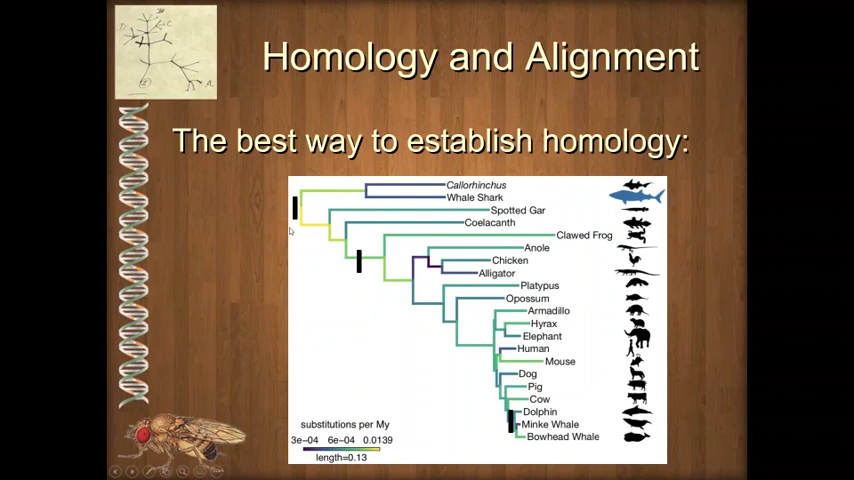 Homology and Alignment
The best way to establish homology:
Callorhinchus
Whale Shark
Spotted Gar
Coelacanth
Clawed Frog
Anole
Chicken
Alligator
Platypus
Opossum
Armadillo
Hyrax
Elephant
Human
Mouse
Dog
Pig
Cow
Dolphin
Minke Whale
Bowhead Whale
substitutions per My
3e−04 6e−04 0.0139
length=0.13